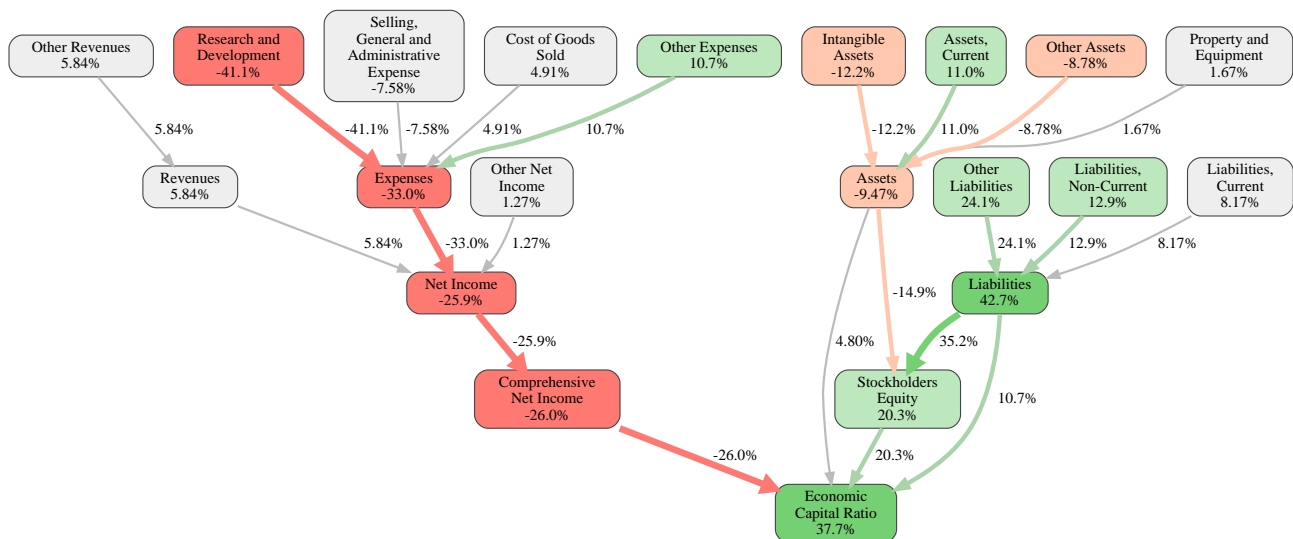 Other Revenues
5.84%
Research and
Development
-41.1%
Selling,
General and
Administrative
Expense
-7.58%
Cost of Goods
Sold
4.91%
Other Expenses
10.7%
Intangible
Assets
-12.2%
Assets,
Current
11.0%
Other Assets
-8.78%
Property and
Equipment
1.67%
5.84%
-41.1%
-7.58%
4.91%
10.7%
-12.2%
11.0%
-8.78%
1.67%
Revenues
5.84%
Expenses
-33.0%
Other Net
Income
1.27%
Assets
-9.47%
Other
Liabilities
24.1%
Liabilities,
Non-Current
12.9%
Liabilities,
Current
8.17%
5.84%
-33.0%
1.27%
24.1%
12.9%
8.17%
Net Income
-25.9%
Liabilities
42.7%
-14.9%
-25.9%
4.80%
35.2%
Comprehensive
Net Income
-26.0%
Stockholders
Equity
20.3%
10.7%
-26.0%
20.3%
Economic
Capital Ratio
37.7%